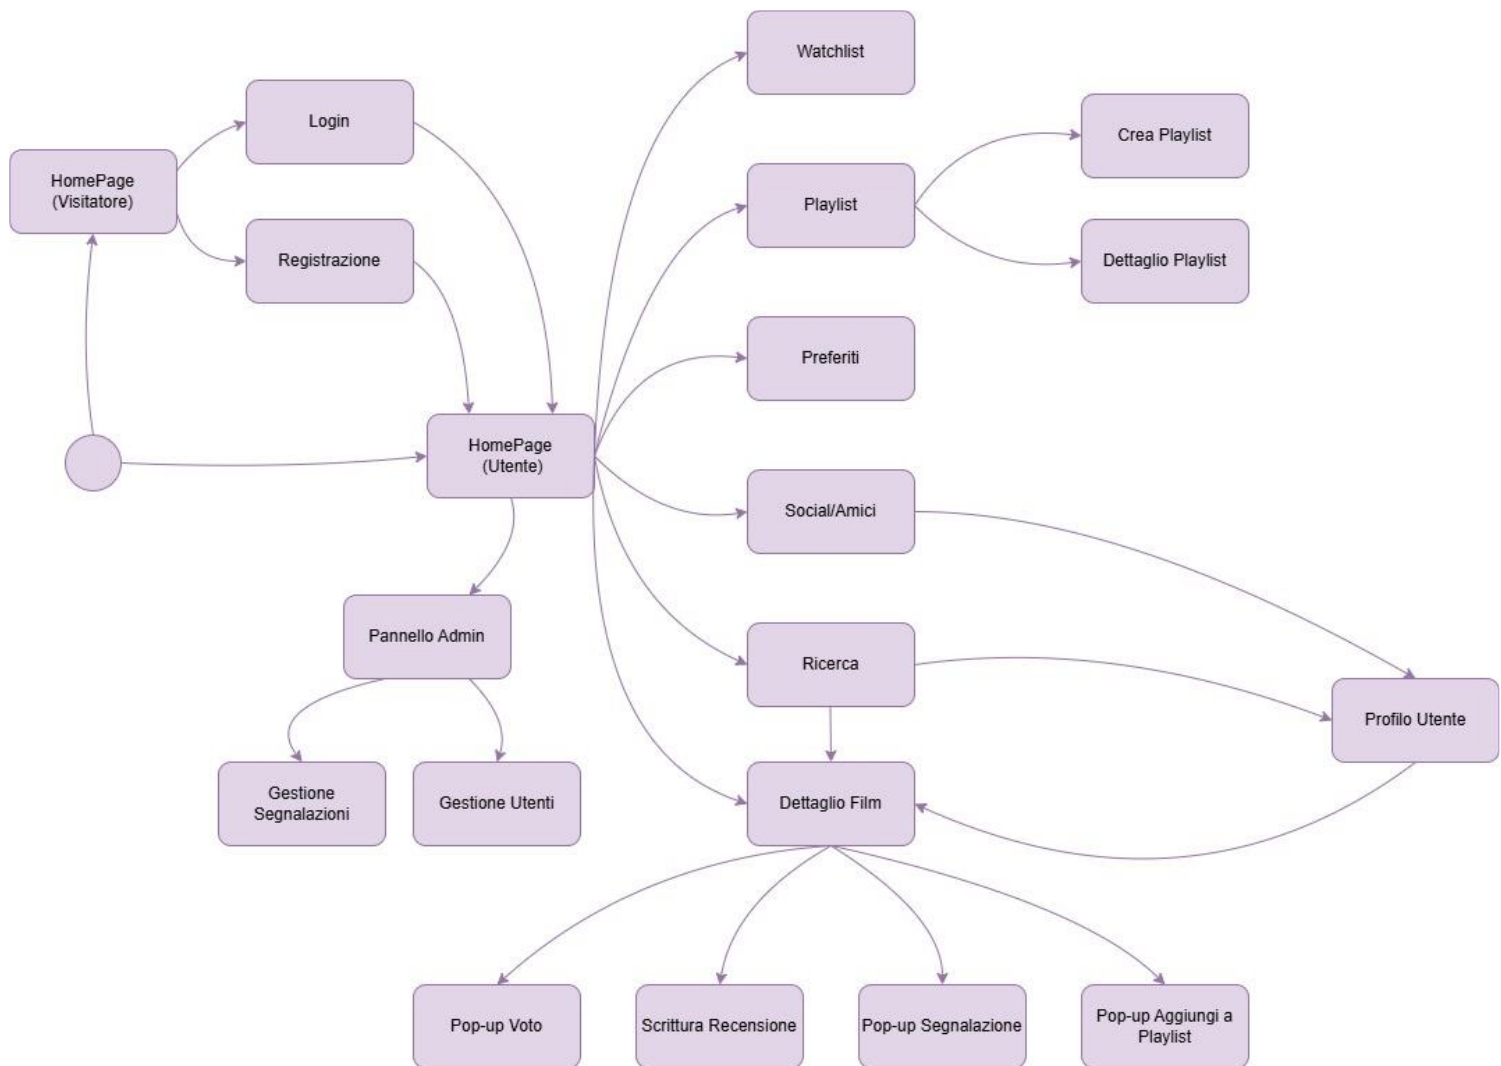 Watchlist
Login
Crea Playlist
HomePage
(Visitatore)
Playlist
Registrazione
Dettaglio Playlist
Preferiti
HomePage
(Utente)
Social/Amici
Pannello Admin
Ricerca
Profilo Utente
Gestione
Segnalazioni
Gestione Utenti
Dettaglio Film
Pop-up Voto
Scrittura Recensione
Pop-up Segnalazione
Pop-up Aggiungi a
Playlist